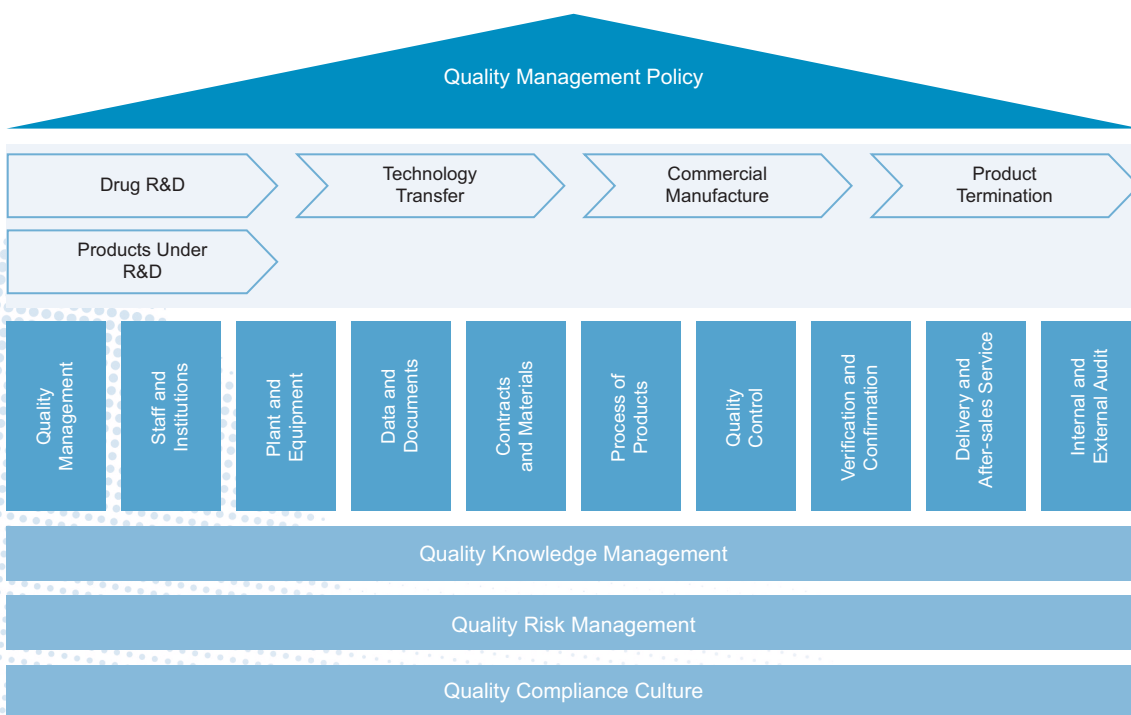 Quality Management Policy
Drug R&D
Technology
Transfer
Commercial
Manufacture
Product
Termination
Products Under
R&D
Quality
Management
Staff and
Institutions
Plant and
Equipment
Data and
Documents
Contracts
and Materials
Process of
Products
Quality
Control
Verification and
Confirmation
Delivery and
After-sales Service
Internal and
External Audit
Quality Knowledge Management
Quality Risk Management
Quality Compliance Culture